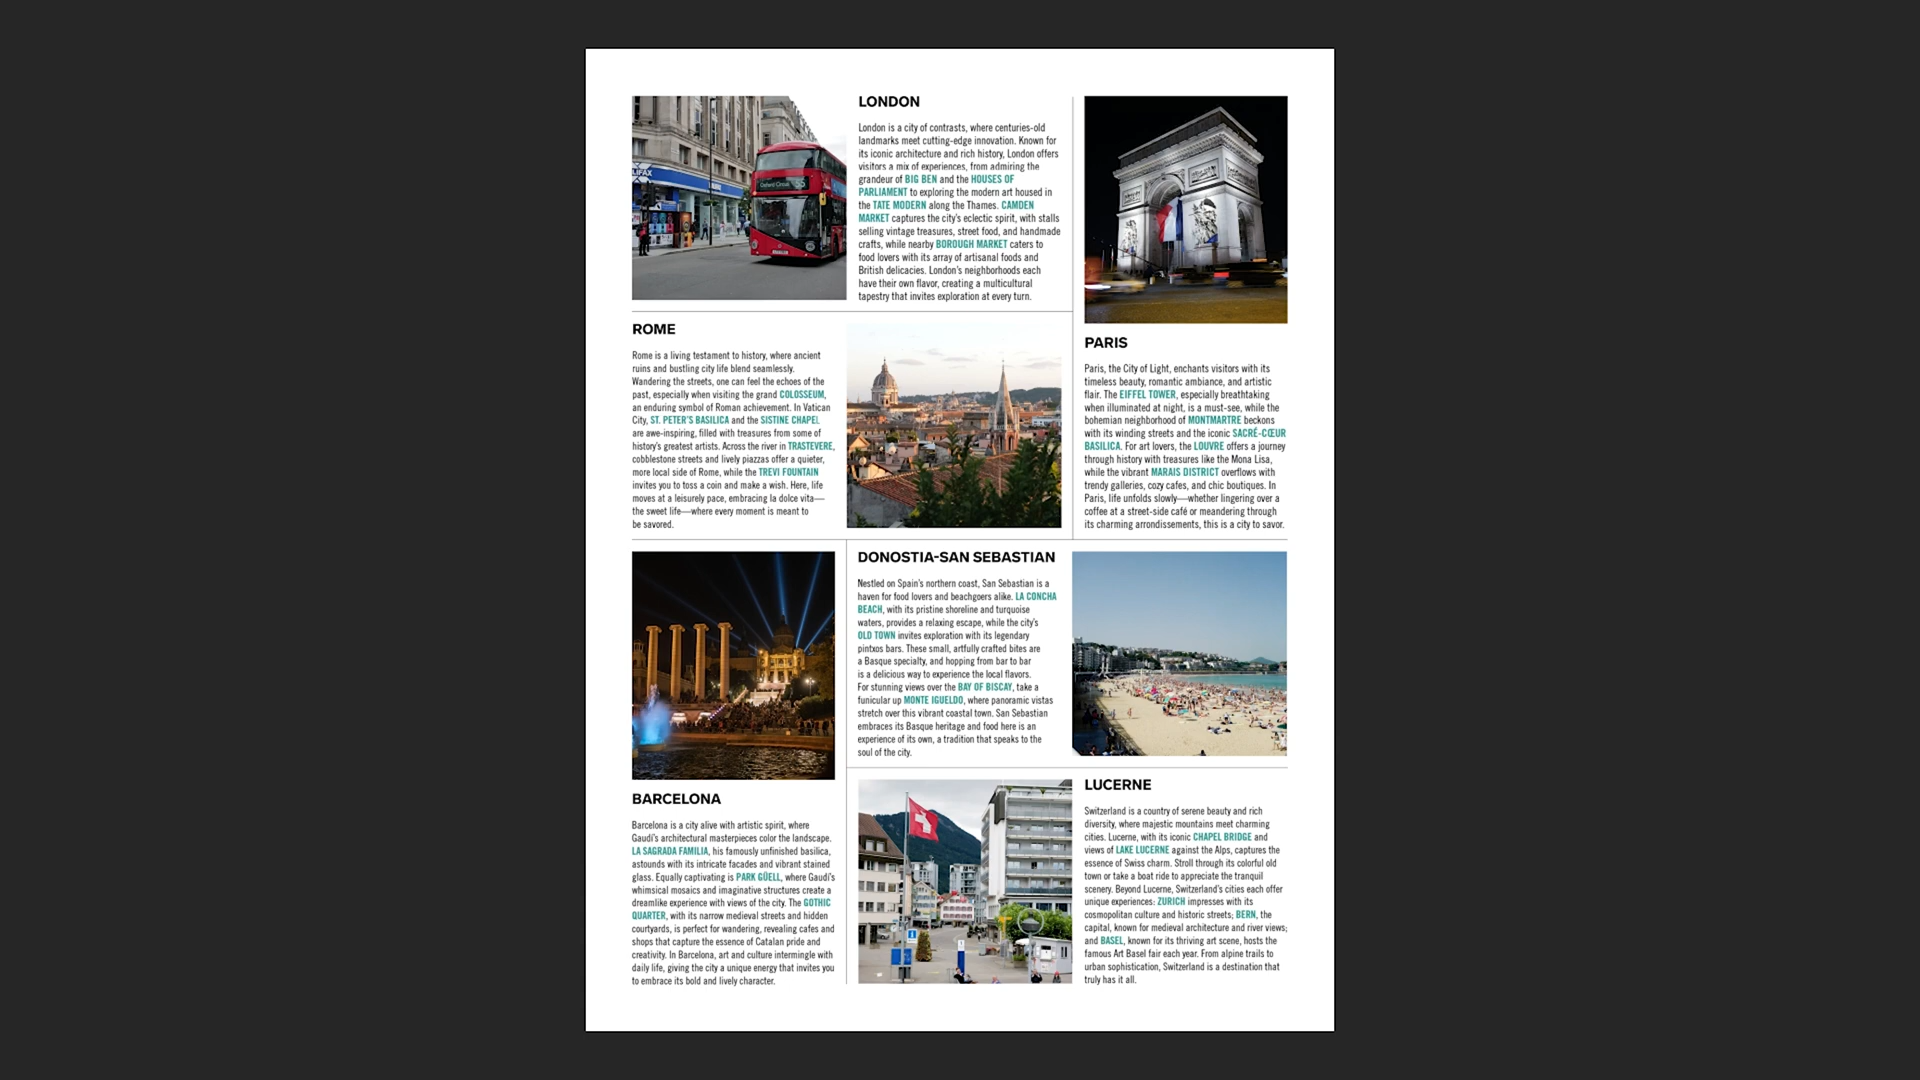 LONDON
London is a city of contrasts, where centuries-old
landmarks meet cutting-edge innovation. Known for
its iconic architecture and rich history, London offers
visitors a mix of experiences, from admiring the
grandeur of BIG BEN and the HOUSES OF
PARLIAMENT to exploring the modern art housed in
the TATE MODERN along the Thames. CAMDEN
MARKET captures the city's eclectic spirit, with stalls
selling vintage treasures, street food, and handmade
crafts, while nearby BOROUGH MARKET caters to
food lovers with its array of artisanal foods and
British delicacies. London's neighborhoods each
have their own flavor, creating a multicultural
tapestry that invites exploration at every turn.
LIFAX
Oxford Circus 55
PARIS
Paris, the City of Light, enchants visitors with its
timeless beauty, romantic ambiance, and artistic
flair. The EIFFEL TOWER, especially breathtaking
when illuminated at night, is a must-see, while the
bohemian neighborhood of MONTMARTRE beckons
with its winding streets and the iconic SACRÉ-CŒUR
BASILICA. For art lovers, the LOUVRE offers a journey
through history with treasures like the Mona Lisa,
while the vibrant MARAIS DISTRICT overflows with
trendy galleries, cozy cafes, and chic boutiques. In
Paris, life unfolds slowly—whether lingering over a
coffee at a street-side café or meandering through
its charming arrondissements, this is a city to savor.
ROME
Rome is a living testament to history, where ancient
ruins and bustling city life blend seamlessly.
Wandering the streets, one can feel the echoes of the
past, especially when visiting the grand COLOSSEUM,
an enduring symbol of Roman achievement. In Vatican
City, ST. PETER'S BASILICA and the SISTINE CHAPEL
are awe-inspiring, filled with treasures from some of
history's greatest artists. Across the river in TRASTEVERE,
cobblestone streets and lively piazzas offer a quieter,
more local side of Rome, while the TREVI FOUNTAIN
invites you to toss a coin and make a wish. Here, life
moves at a leisurely pace, embracing la dolce vita—
the sweet life—where every moment is meant to
be savored.
DONOSTIA-SAN SEBASTIAN
Nestled on Spain's northern coast, San Sebastian is a
haven for food lovers and beachgoers alike. LA CONCHA
BEACH, with its pristine shoreline and turquoise
waters, provides a relaxing escape, while the city's
OLD TOWN invites exploration with its legendary
pintxos bars. These small, artfully crafted bites are
a Basque specialty, and hopping from bar to bar
is a delicious way to experience the local flavors.
For stunning views over the BAY OF BISCAY, take a
funicular up MONTE IGUELDO, where panoramic vistas
stretch over this vibrant coastal town. San Sebastian
embraces its Basque heritage and food here is an
experience of its own, a tradition that speaks to the
soul of the city.
BARCELONA
Barcelona is a city alive with artistic spirit, where
Gaudí's architectural masterpieces color the landscape.
LA SAGRADA FAMILIA, his famously unfinished basilica,
astounds with its intricate facades and vibrant stained
glass. Equally captivating is PARK GÜELL, where Gaudí's
whimsical mosaics and imaginative structures create a
dreamlike experience with views of the city. The GOTHIC
QUARTER, with its narrow medieval streets and hidden
courtyards, is perfect for wandering, revealing cafes and
shops that capture the essence of Catalan pride and
creativity. In Barcelona, art and culture intermingle with
daily life, giving the city a unique energy that invites you
to embrace its bold and lively character.
LUCERNE
Switzerland is a country of serene beauty and rich
diversity, where majestic mountains meet charming
cities. Lucerne, with its iconic CHAPEL BRIDGE and
views of LAKE LUCERNE against the Alps, captures the
essence of Swiss charm. Stroll through its colorful old
town or take a boat ride to appreciate the tranquil
scenery. Beyond Lucerne, Switzerland's cities each offer
unique experiences: ZURICH impresses with its
cosmopolitan culture and historic streets; BERN, the
capital, known for medieval architecture and river views;
and BASEL, known for its thriving art scene, hosts the
famous Art Basel fair each year. From alpine trails to
urban sophistication, Switzerland is a destination that
truly has it all.